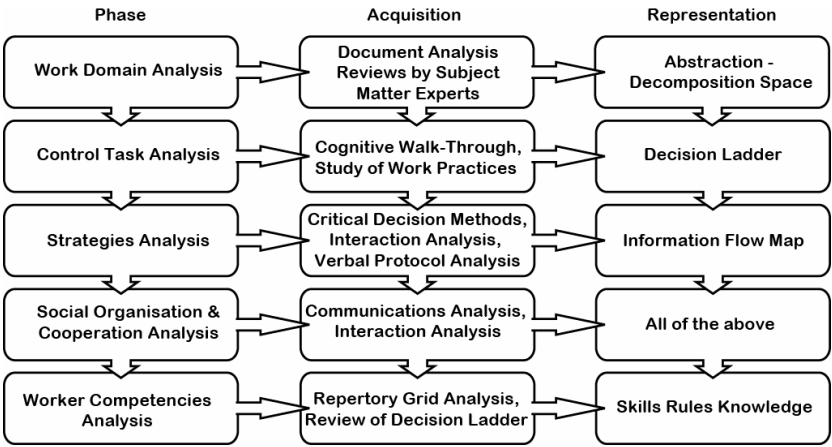 Phase
Acquisition
Representation
Work Domain Analysis
Document Analysis
Reviews by Subject
Matter Experts
Abstraction -
Decomposition Space
Control Task Analysis
Cognitive Walk-Through,
Study of Work Practices
Decision Ladder
Strategies Analysis
Critical Decision Methods,
Interaction Analysis,
Verbal Protocol Analysis
Information Flow Map
Social Organisation &
Cooperation Analysis
Communications Analysis,
Interaction Analysis
All of the above
Worker Competencies
Analysis
Repertory Grid Analysis,
Review of Decision Ladder
Skills Rules Knowledge